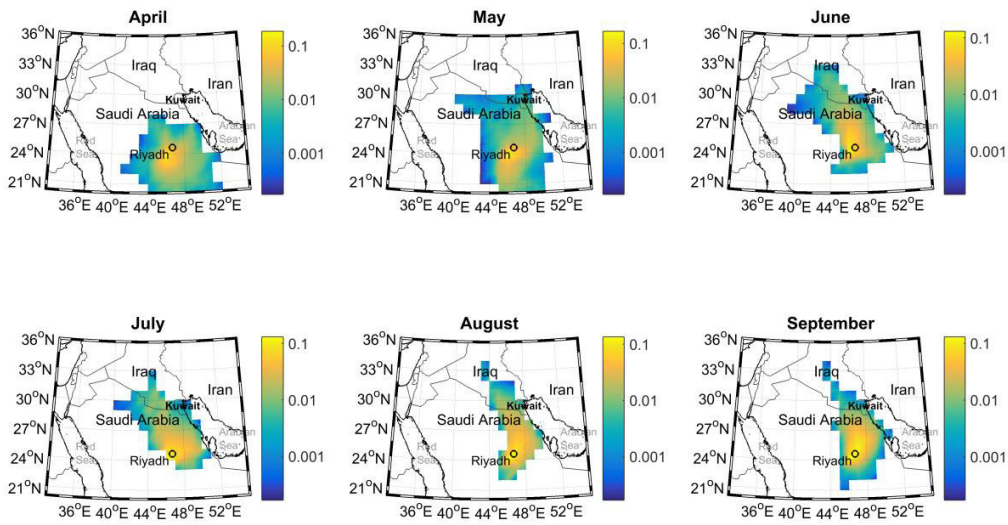 April
May
June
36°N
33°N
30°N
27°N
24°N
21°N
36°E 40°E 44°E 48°E 52°E
Iraq
Iran
Kuwait
Saudi Arabia
Red
Sea
Arabian
Sea
Riyadh
0.1
0.01
0.001
36°N
33°N
30°N
27°N
24°N
21°N
36°E 40°E 44°E 48°E 52°E
Iraq
Iran
Kuwait
Saudi Arabia
Red
Sea
Arabian
Sea
Riyadh
0.1
0.01
0.001
36°N
33°N
30°N
27°N
24°N
21°N
36°E 40°E 44°E 48°E 52°E
Iraq
Iran
Kuwait
Saudi Arabia
Red
Sea
Arabian
Sea
Riyadh
0.1
0.01
0.001
July
August
September
36°N
33°N
30°N
27°N
24°N
21°N
36°E 40°E 44°E 48°E 52°E
Iraq
Iran
Kuwait
Saudi Arabia
Red
Sea
Arabian
Sea
Riyadh
0.1
0.01
0.001
36°N
33°N
30°N
27°N
24°N
21°N
36°E 40°E 44°E 48°E 52°E
Iraq
Iran
Kuwait
Saudi Arabia
Red
Sea
Arabian
Sea
Riyadh
0.1
0.01
0.001
36°N
33°N
30°N
27°N
24°N
21°N
36°E 40°E 44°E 48°E 52°E
Iraq
Iran
Kuwait
Saudi Arabia
Red
Sea
Arabian
Sea
Riyadh
0.1
0.01
0.001